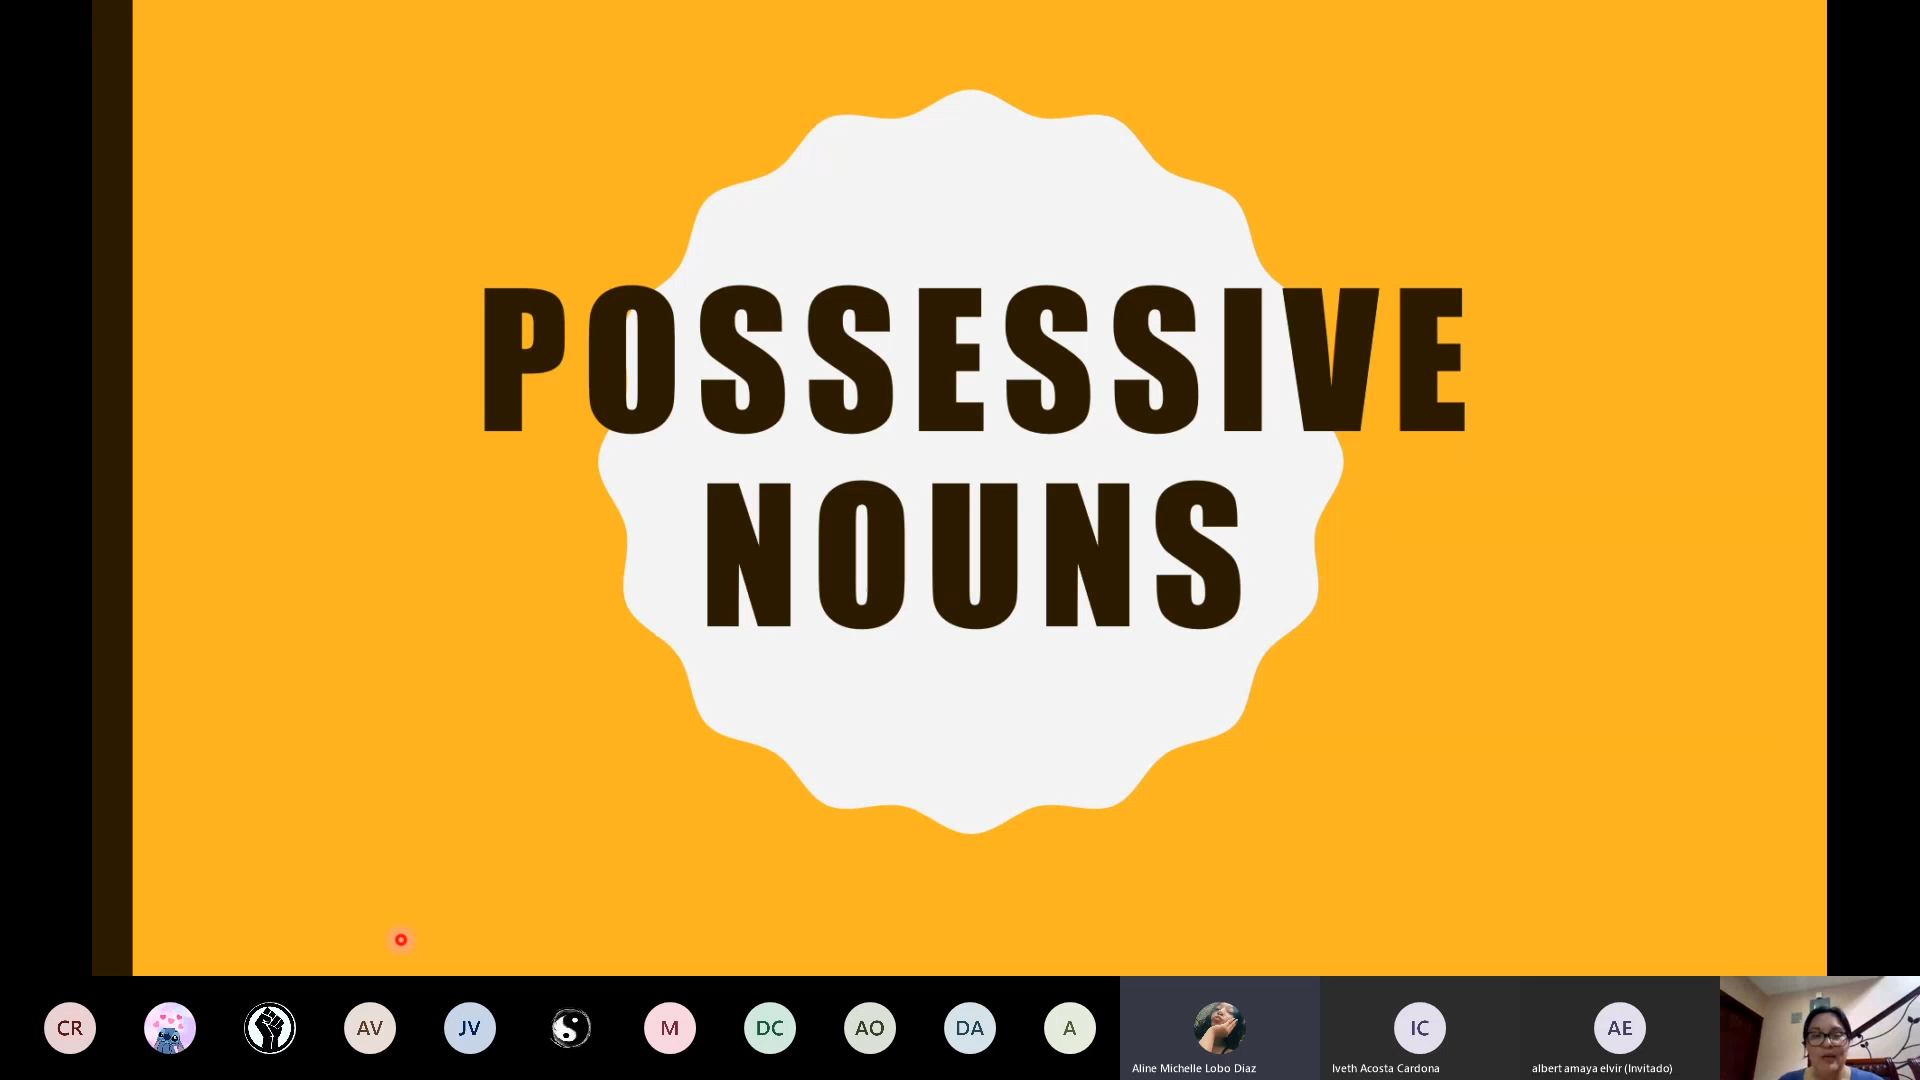 POSSESSIVE
NOUNS
CR
AV
JV
M
DC
AO
DA
A
IC
AE
Aline Michelle Lobo Diaz
Iveth Acosta Cardona
albert amaya elvir (Invitado)